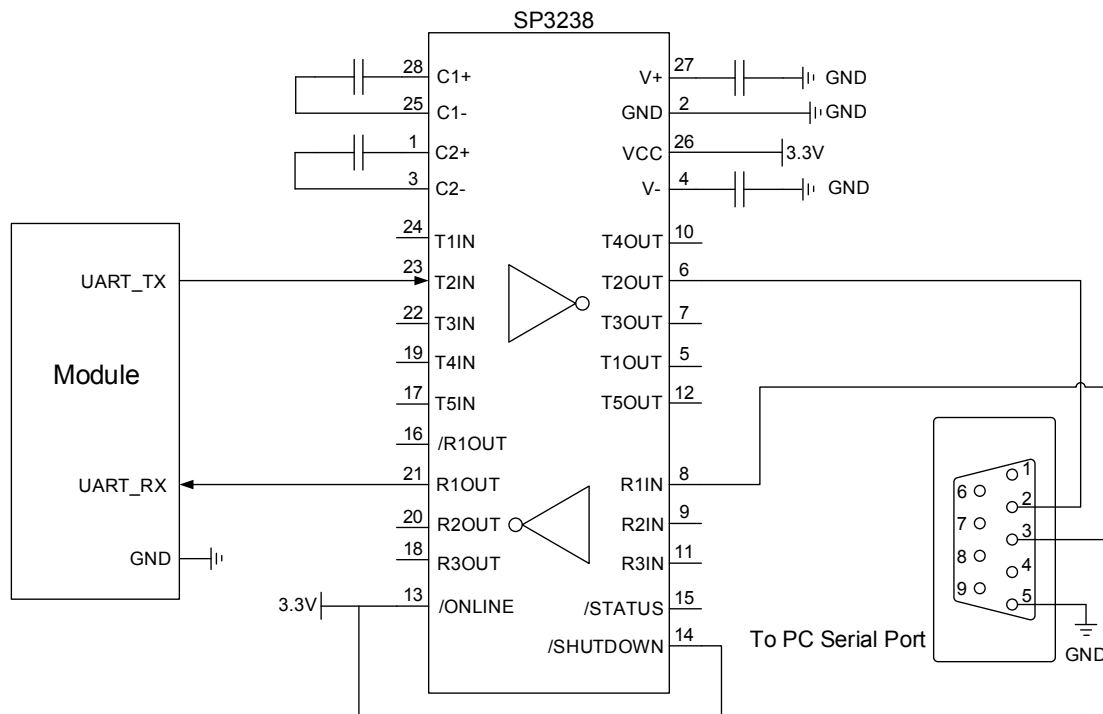 SP3238
28 C1+ V+ 27 GND
25 C1- GND 2 GND
1 C2+ VCC 26 3.3V
3 C2- V- 4 GND
24 T1IN T4OUT 10
UART_TX 23 T2IN T2OUT 6
22 T3IN T3OUT 7
Module 19 T4IN T1OUT 5
17 T5IN T5OUT 12
16 /R1OUT
UART_RX 21 R1OUT R1IN 8
20 R2OUT R2IN 9
GND 18 R3OUT R3IN 11
3.3V 13 /ONLINE /STATUS 15
/SHUTDOWN 14
1
6
2
7
3
8
4
9
5
To PC Serial Port
GND